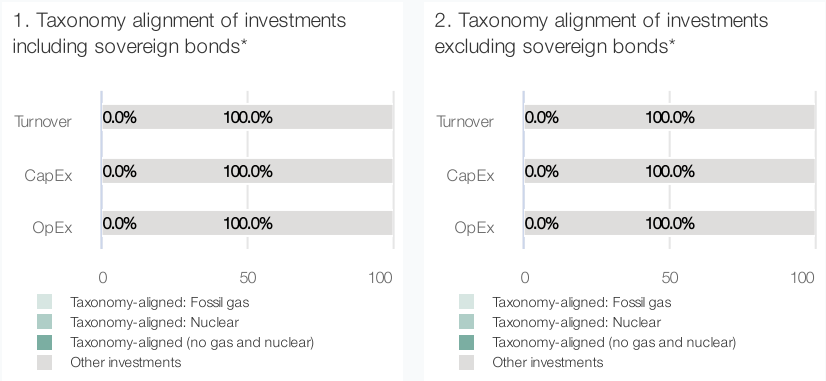 1. Taxonomy alignment of investments
including sovereign bonds*
Turnover 0.0% 100.0%
CapEx 0.0% 100.0%
OpEx 0.0% 100.0%
0 50 100
Taxonomy-aligned: Fossil gas
Taxonomy-aligned: Nuclear
Taxonomy-aligned (no gas and nuclear)
Other investments
2. Taxonomy alignment of investments
excluding sovereign bonds*
Turnover 0.0% 100.0%
CapEx 0.0% 100.0%
OpEx 0.0% 100.0%
0 50 100
Taxonomy-aligned: Fossil gas
Taxonomy-aligned: Nuclear
Taxonomy-aligned (no gas and nuclear)
Other investments